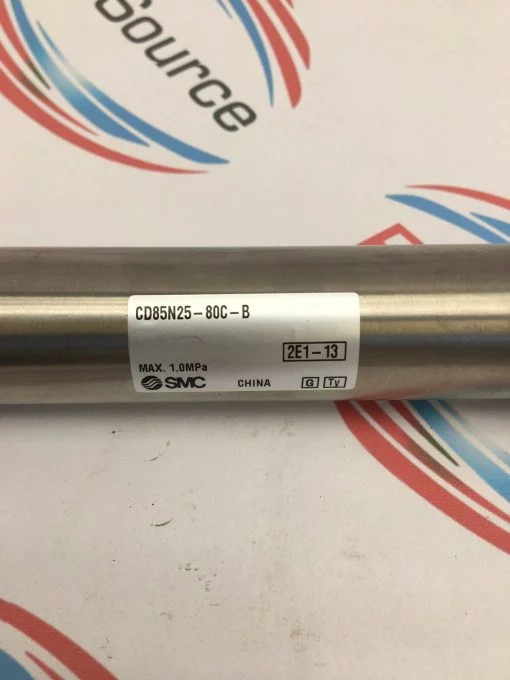 Source
CD85N25-80C-B
2E1-13
MAX. 1.0MPa
SMC CHINA G Ty